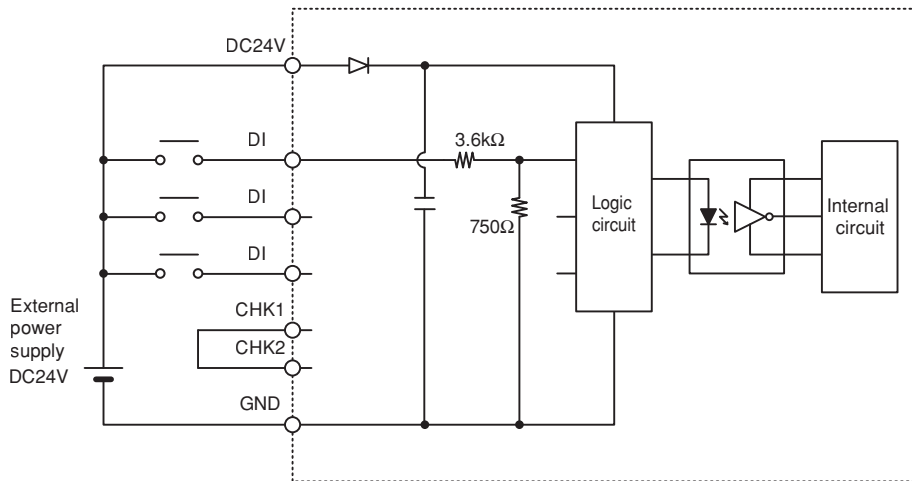 DC24V
DI
3.6kΩ
DI
750Ω
DI
Logic
circuit
Internal
circuit
CHK1
CHK2
External
power
supply
DC24V
GND